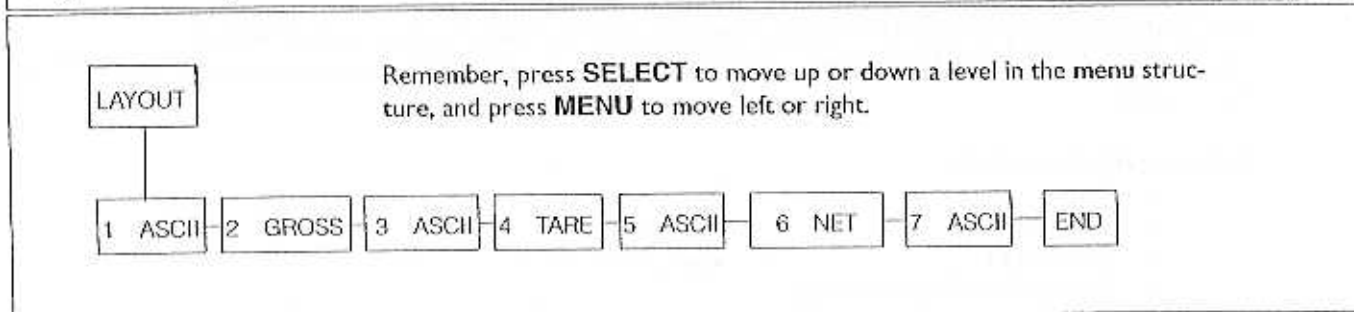 Remember, press SELECT to move up or down a level in the menu struc-
ture, and press MENU to move left or right.
LAYOUT
1 ASCII 2 GROSS 3 ASCII 4 TARE 5 ASCII 6 NET 7 ASCII END